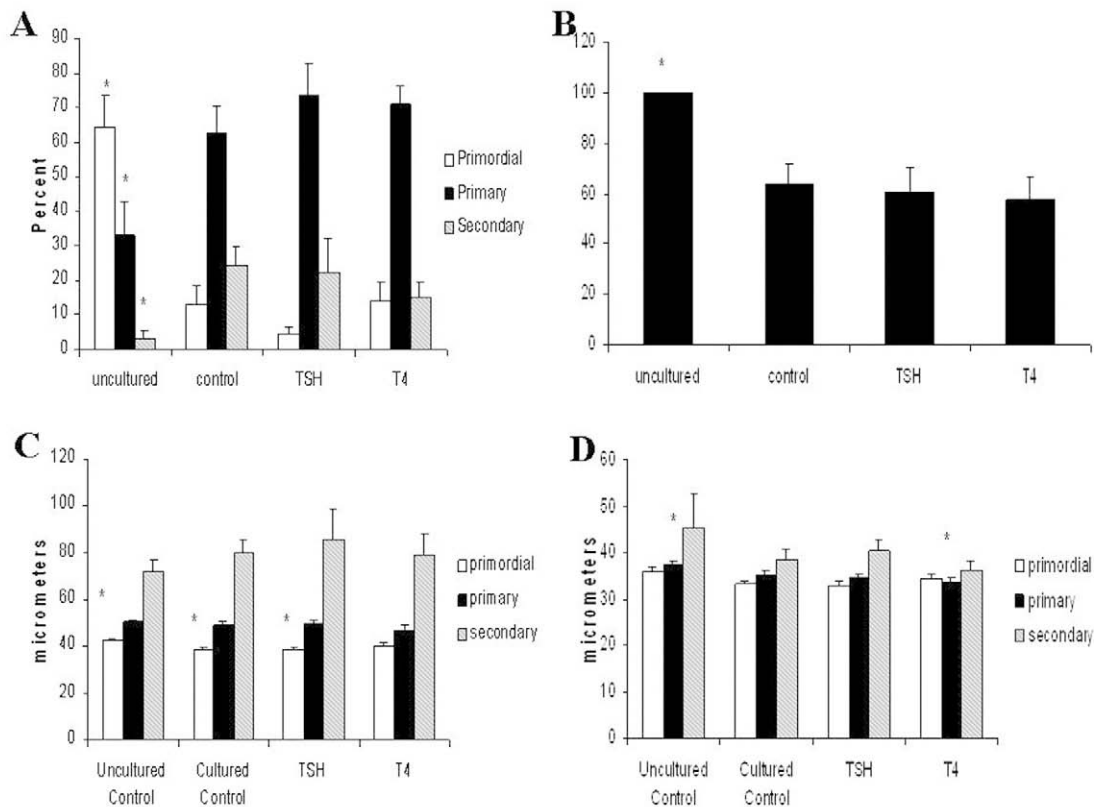 A
90
80
70
60
50
40
30
20
10
0
Percent
*
*
*
uncultured control TSH T4
Primordial
Primary
Secondary
B
120
100
80
60
40
20
0
*
uncultured control TSH T4
C
120
100
80
60
40
20
0
micrometers
*
*
*
Uncultured Cultured TSH T4
Control Control
primordial
primary
secondary
D
60
50
40
30
20
10
0
micrometers
*
*
Uncultured Cultured TSH T4
Control Control
primordial
primary
secondary